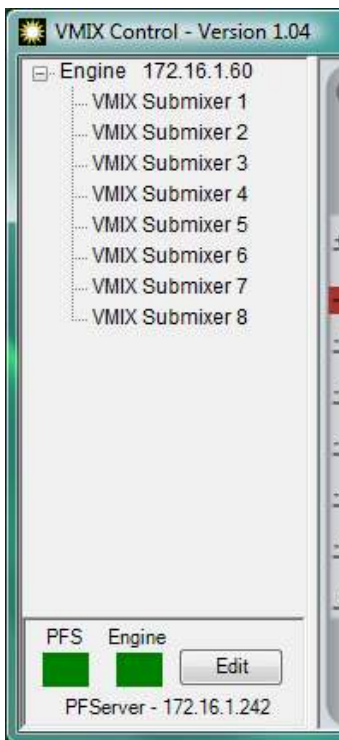 VMIX Control - Version 1.04
Engine 172.16.1.60
VMIX Submixer 1
VMIX Submixer 2
VMIX Submixer 3
VMIX Submixer 4
VMIX Submixer 5
VMIX Submixer 6
VMIX Submixer 7
VMIX Submixer 8
PFS Engine
Edit
PFServer - 172.16.1.242